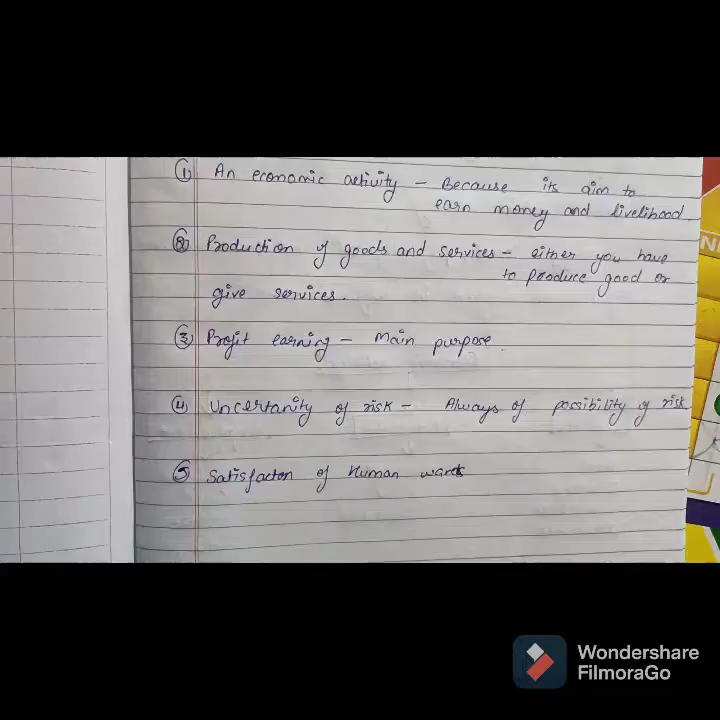 ① An economic activity – Because its aim to
earn money and livelihood
② Production of goods and services – either you have
to produce good or
give services.
③ Profit earning – main purpose.
④ Uncertanity of risk – Always of possibility of risk
⑤ Satisfacton of Human wants
Wondershare
FilmoraGo